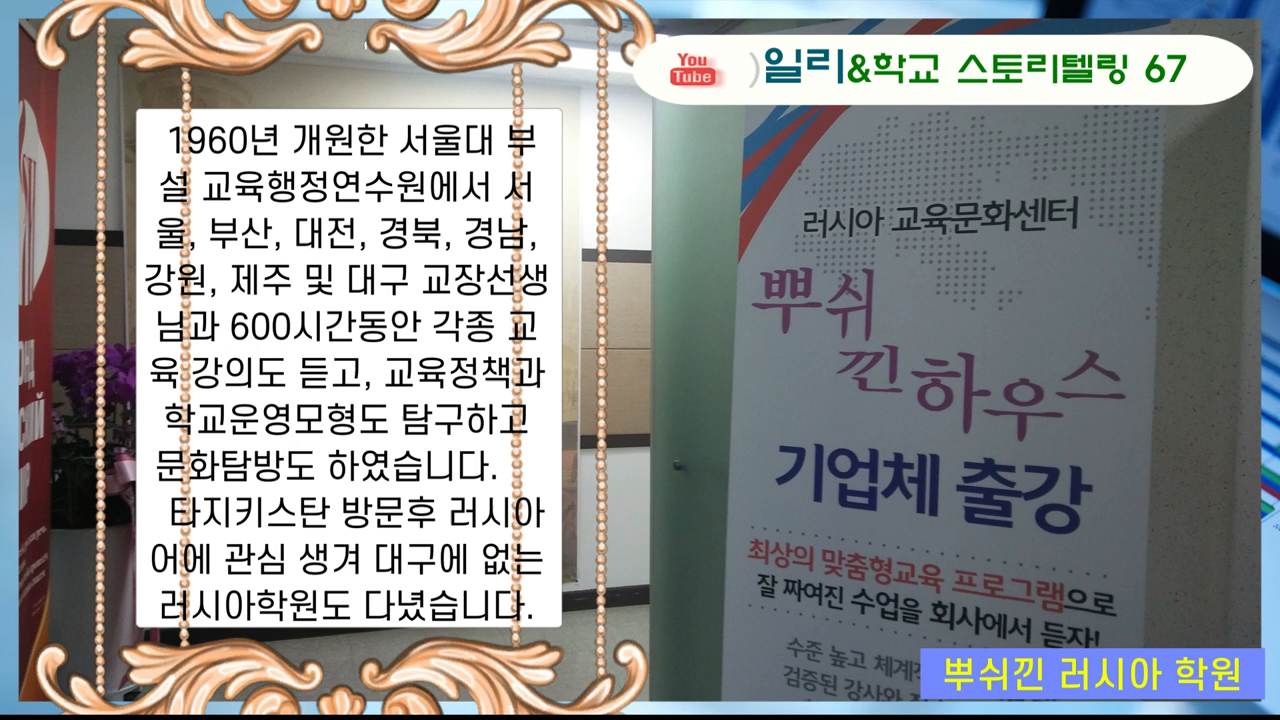 You
Tube
일리&학교 스토리텔링 67
1960년 개원한 서울대 부
설 교육행정연수원에서 서
울, 부산, 대전, 경북, 경남,
강원, 제주 및 대구 교장선생
님과 600시간동안 각종 교
육 강의도 듣고, 교육정책과
학교운영모형도 탐구하고
문화탐방도 하였습니다.
타지키스탄 방문후 러시아
어에 관심 생겨 대구에 없는
러시아학원도 다녔습니다.
러시아 교육문화센터
뿌쉬
낀하우스
기업체 출강
최상의 맞춤형교육 프로그램으로
잘 짜여진 수업을 회사에서 듣자!
수준 높고
검증된 강사와
뿌쉬낀 러시아 학원